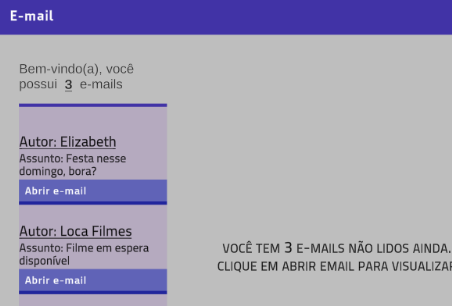 E-mail
Bem-vindo(a), você
possui 3 e-mails
Autor: Elizabeth
Assunto: Festa nesse
domingo, bora?
Abrir e-mail
Autor: Loca Filmes
Assunto: Filme em espera
disponível
Abrir e-mail
VOCÊ TEM 3 E-MAILS NÃO LIDOS AINDA.
CLIQUE EM ABRIR EMAIL PARA VISUALIZAR